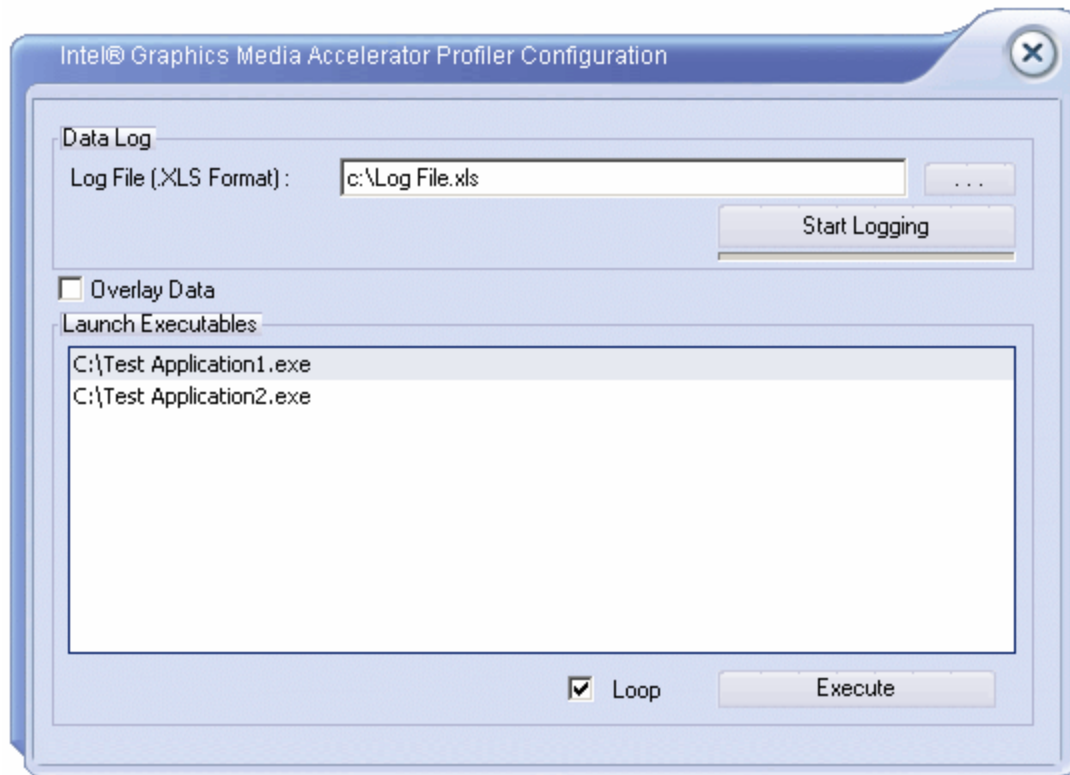 Intel® Graphics Media Accelerator Profiler Configuration
Data Log
Log File (.XLS Format) :
c:\Log File.xls
. . .
Start Logging
Overlay Data
Launch Executables
C:\Test Application1.exe
C:\Test Application2.exe
Loop
Execute